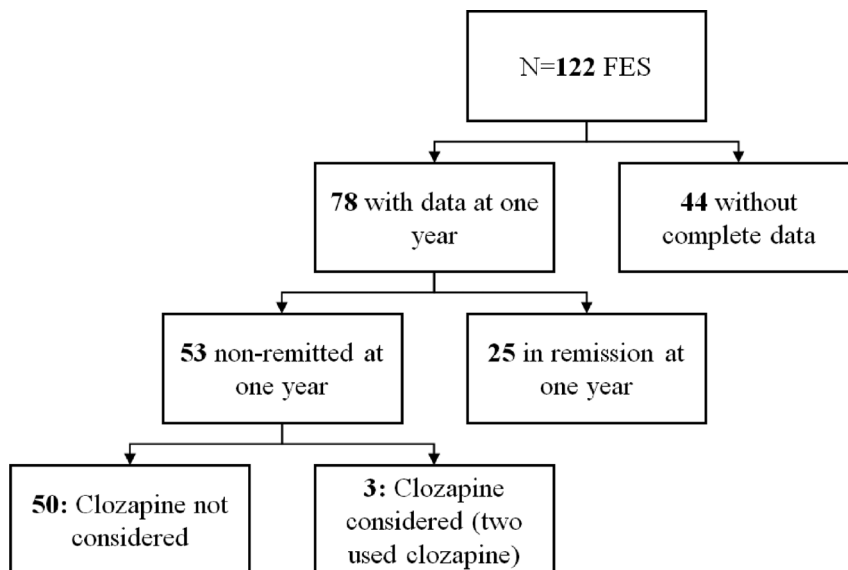 N=122 FES
78 with data at one
year
44 without
complete data
53 non-remitted at
one year
25 in remission at
one year
50: Clozapine not
considered
3: Clozapine
considered (two
used clozapine)